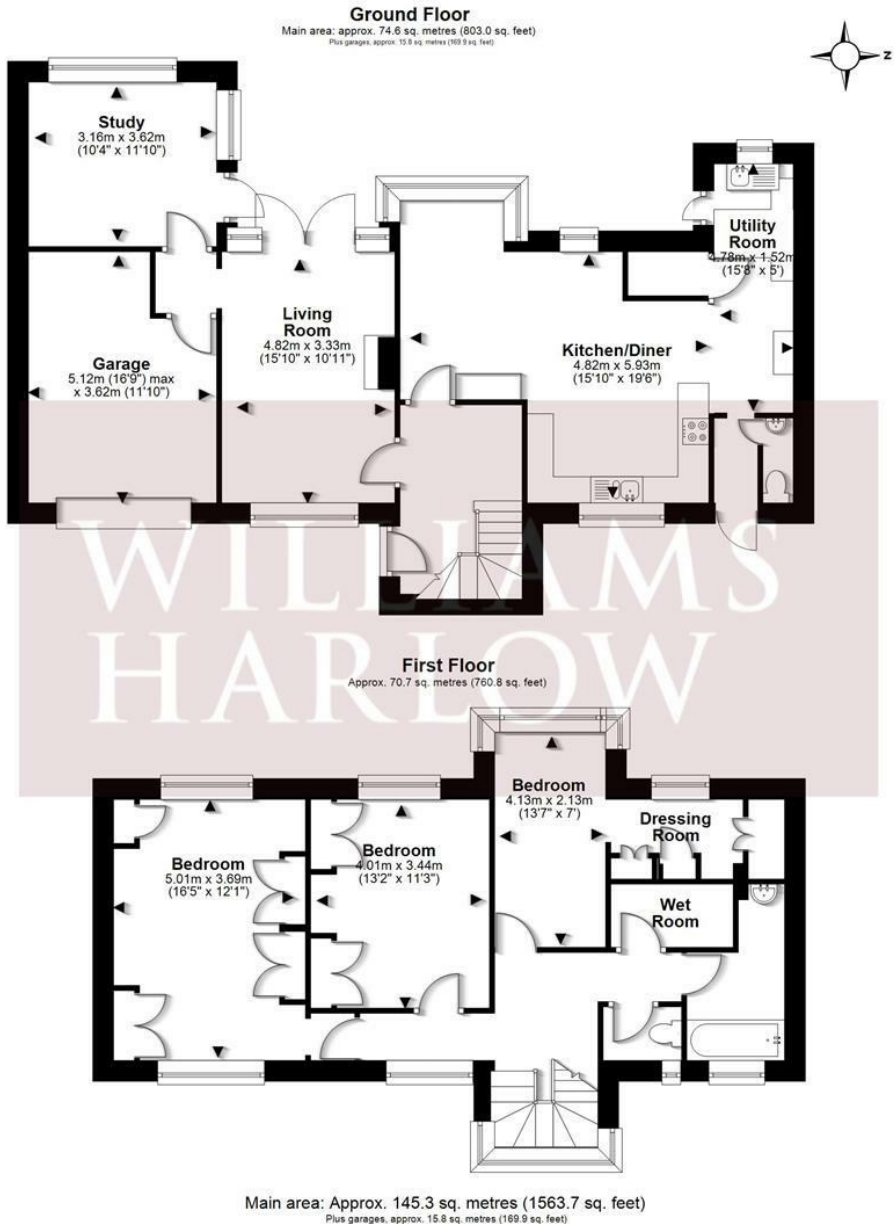 Ground Floor
Main area: approx. 74.6 sq. metres (803.0 sq. feet)
Plus garages, approx. 15.8 sq. metres (169.9 sq. feet)
Z
Study
3.16m x 3.62m
(10'4" x 11'10")
Utility
Room
4.78m x 1.52m
(15'8" x 5')
Living
Room
4.82m x 3.33m
(15'10" x 10'11")
Kitchen/Diner
4.82m x 5.93m
(15'10" x 19'6")
Garage
5.12m (16'9") max
x 3.62m (11'10")
WILLIAMS
HARLOW
First Floor
Approx. 70.7 sq. metres (760.8 sq. feet)
Bedroom
4.13m x 2.13m
(13'7" x 7')
Dressing
Room
Bedroom
5.01m x 3.69m
(16'5" x 12'1")
Bedroom
4.01m x 3.44m
(13'2" x 11'3")
Wet
Room
Main area: Approx. 145.3 sq. metres (1563.7 sq. feet)
Plus garages, approx. 15.8 sq. metres (169.9 sq. feet)